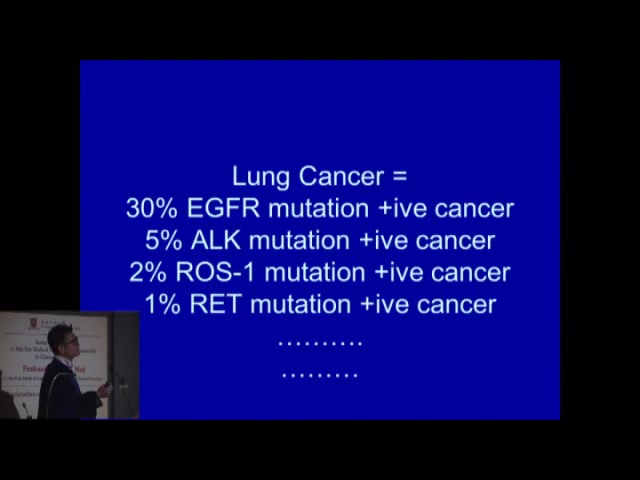 Lung Cancer =
30% EGFR mutation +ive cancer
5% ALK mutation +ive cancer
2% ROS-1 mutation +ive cancer
1% RET mutation +ive cancer
..........
.........